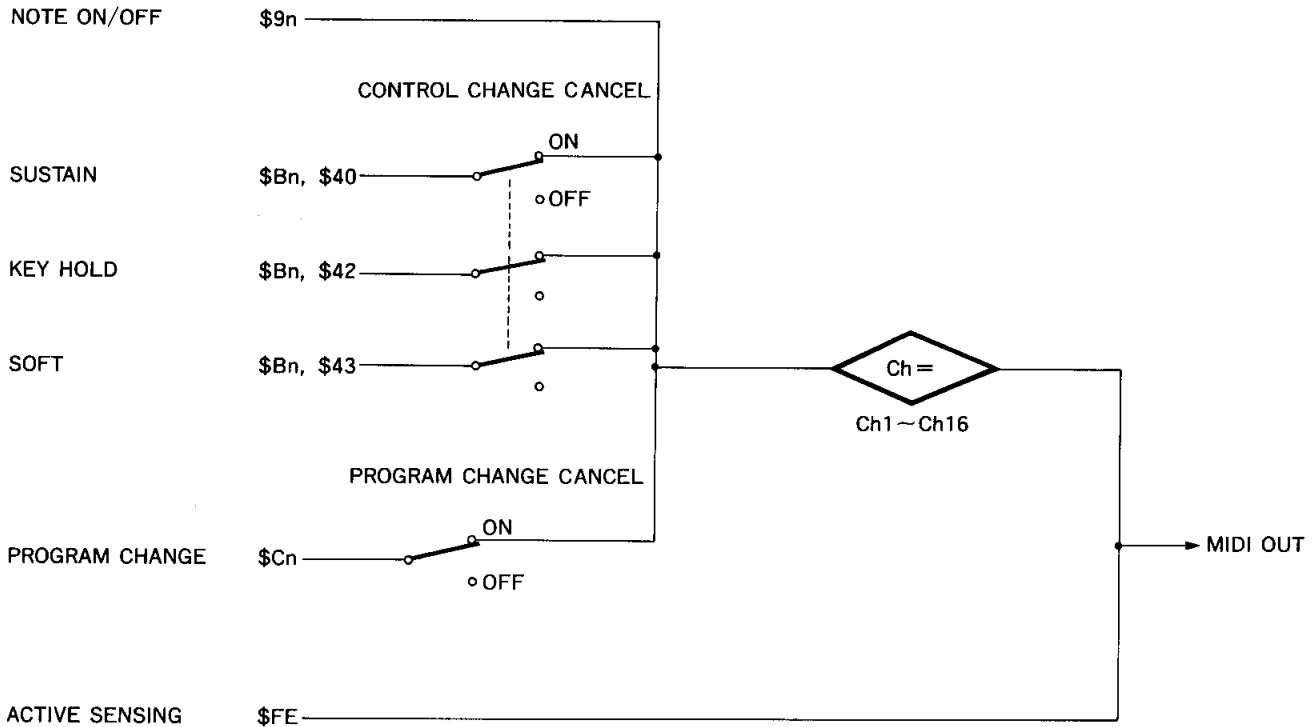 NOTE ON/OFF $9n
CONTROL CHANGE CANCEL
ON
SUSTAIN $Bn, $40
OFF
KEY HOLD $Bn, $42
SOFT $Bn, $43
Ch=
Ch1~Ch16
PROGRAM CHANGE CANCEL
ON
PROGRAM CHANGE $Cn
MIDI OUT
OFF
ACTIVE SENSING $FE